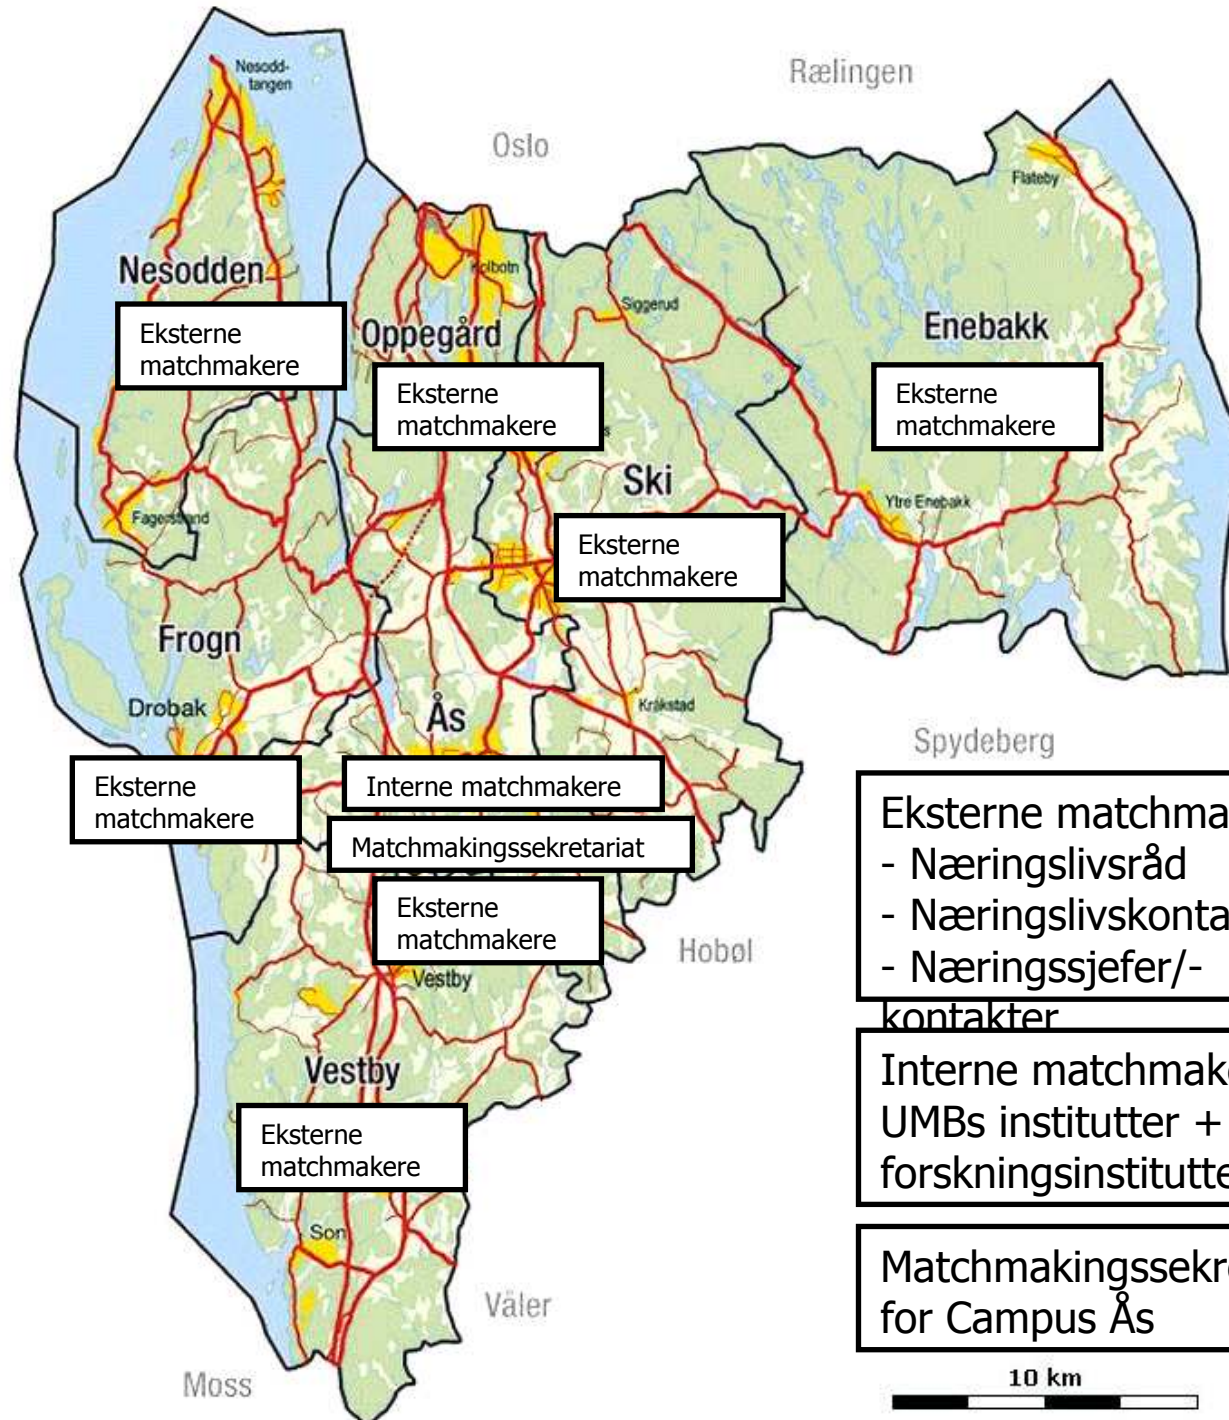 Nesodd-
tangen
Rælingen
Oslo
Flateby
Nesodden
Kolbotn
Siggerud
Oppegård
Enebakk
Eksterne
matchmakere
Eksterne
matchmakere
Eksterne
matchmakere
Ski
Fagerstrand
Ytre Enebakk
Eksterne
matchmakere
Frogn
Drøbak
Ås
Kråkstad
Spydeberg
Eksterne
matchmakere
Interne matchmakere
Matchmakingssekretariat
Eksterne
matchmakere
Vestby
Hobøl
Vestby
Eksterne
matchmakere
Son
Våler
Moss
Eksterne matchma
- Næringslivsråd
- Næringslivskonta
- Næringssjefer/-
kontakter
Interne matchmake
UMBs institutter +
forskningsinstitutte
Matchmakingssekre
for Campus Ås
10 km